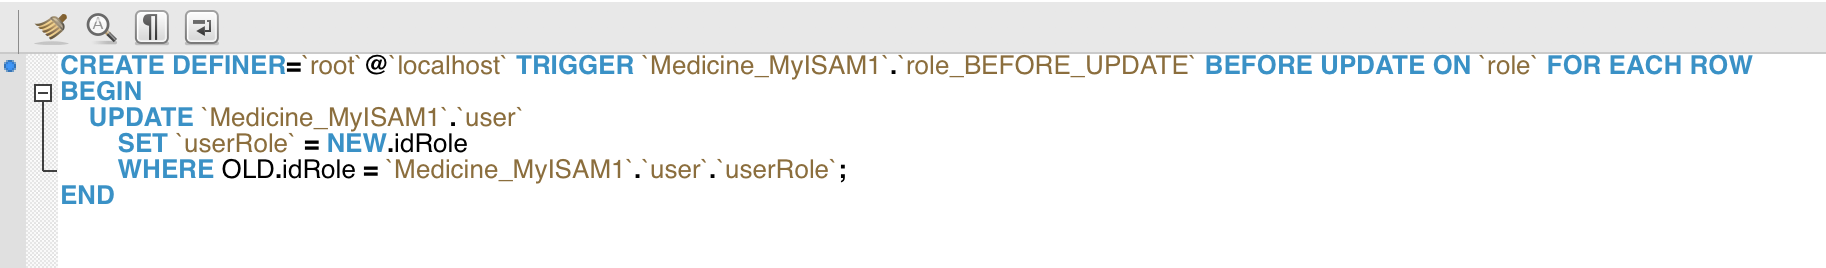 CREATE DEFINER=`root`@`localhost` TRIGGER `Medicine_MyISAM1`.`role_BEFORE_UPDATE` BEFORE UPDATE ON `role` FOR EACH ROW
BEGIN
UPDATE `Medicine_MyISAM1`.`user`
SET `userRole` = NEW.idRole
WHERE OLD.idRole = `Medicine_MyISAM1`.`user`.`userRole`;
END